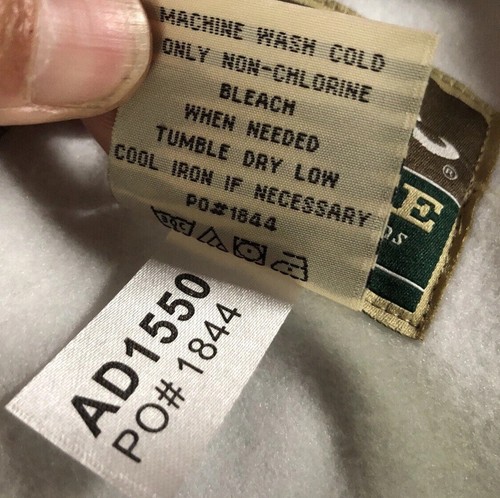 MACHINE WASH COLD
ONLY NON-CHLORINE
BLEACH
WHEN NEEDED
TUMBLE DRY LOW
COOL IRON IF NECESSARY
PO#1844
®
E
DS
AD1550
PO#1844